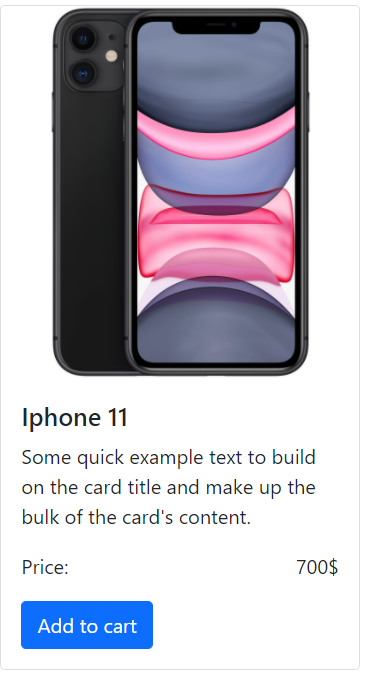 Iphone 11
Some quick example text to build
on the card title and make up the
bulk of the card's content.
Price: 700$
Add to cart